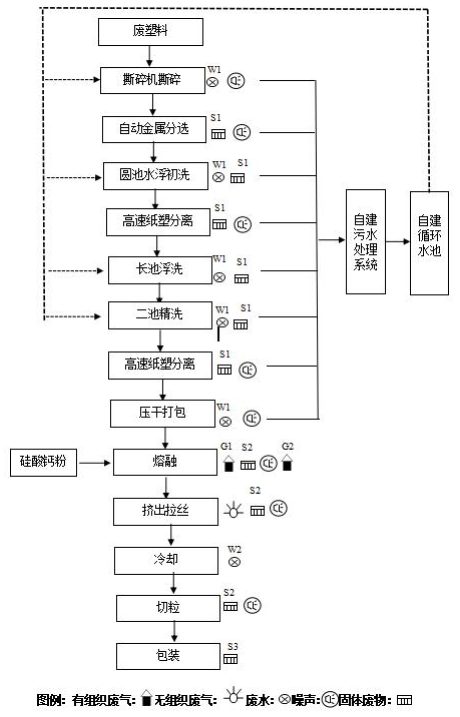 废塑料
撕碎机撕碎
W1
自动金属分选
S1
圆池水浮初洗
W1 S1
高速纸塑分离
S1
长池浮洗
W1 S1
二池精洗
W1 S1
高速纸塑分离
S1
压干打包
W1
自建
污水
处理
系统
自建
循环
水池
硅酸钙粉
熔融
G1 S2 G2
挤出拉丝
S2
冷却
W2
切粒
S2
包装
S3
图例：有组织废气：无组织废气：废水：噪声：固体废物：